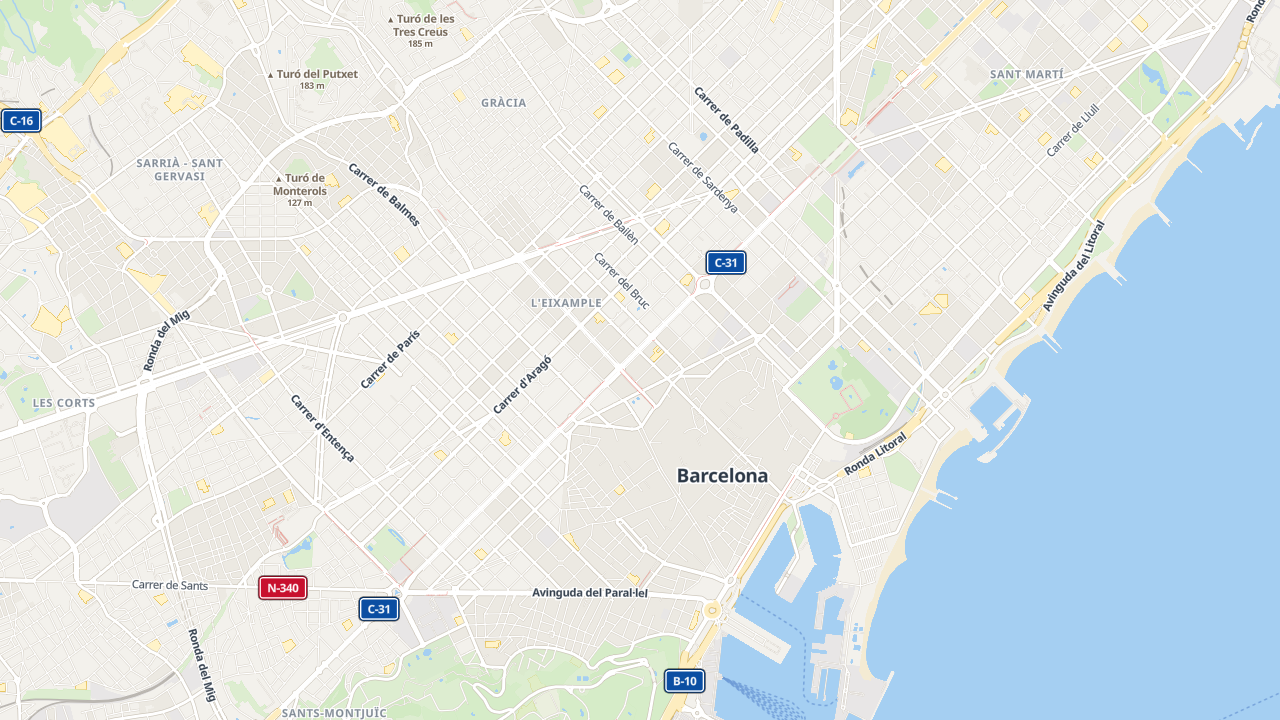 Turó de les
Tres Creus
185 m
Ronda
Turó del Putxet
183 m
SANT MARTÍ
GRÀCIA
Carrer de Padilla
C-16
Carrer de Llull
SARRIÀ - SANT
GERVASI
Turó de
Monterols
127 m
Carrer de Balmes
Carrer de Sardenya
Carrer de Bailèn
C-31
Avinguda del Litoral
Carrer del Bruc
L'EIXAMPLE
Ronda del Mig
Carrer de París
Carrer d'Aragó
LES CORTS
Carrer d'Entença
Ronda Litoral
Barcelona
Carrer de Sants
N-340
Avinguda del Paral·lel
C-31
Ronda del Mig
B-10
SANTS-MONTJUÏC